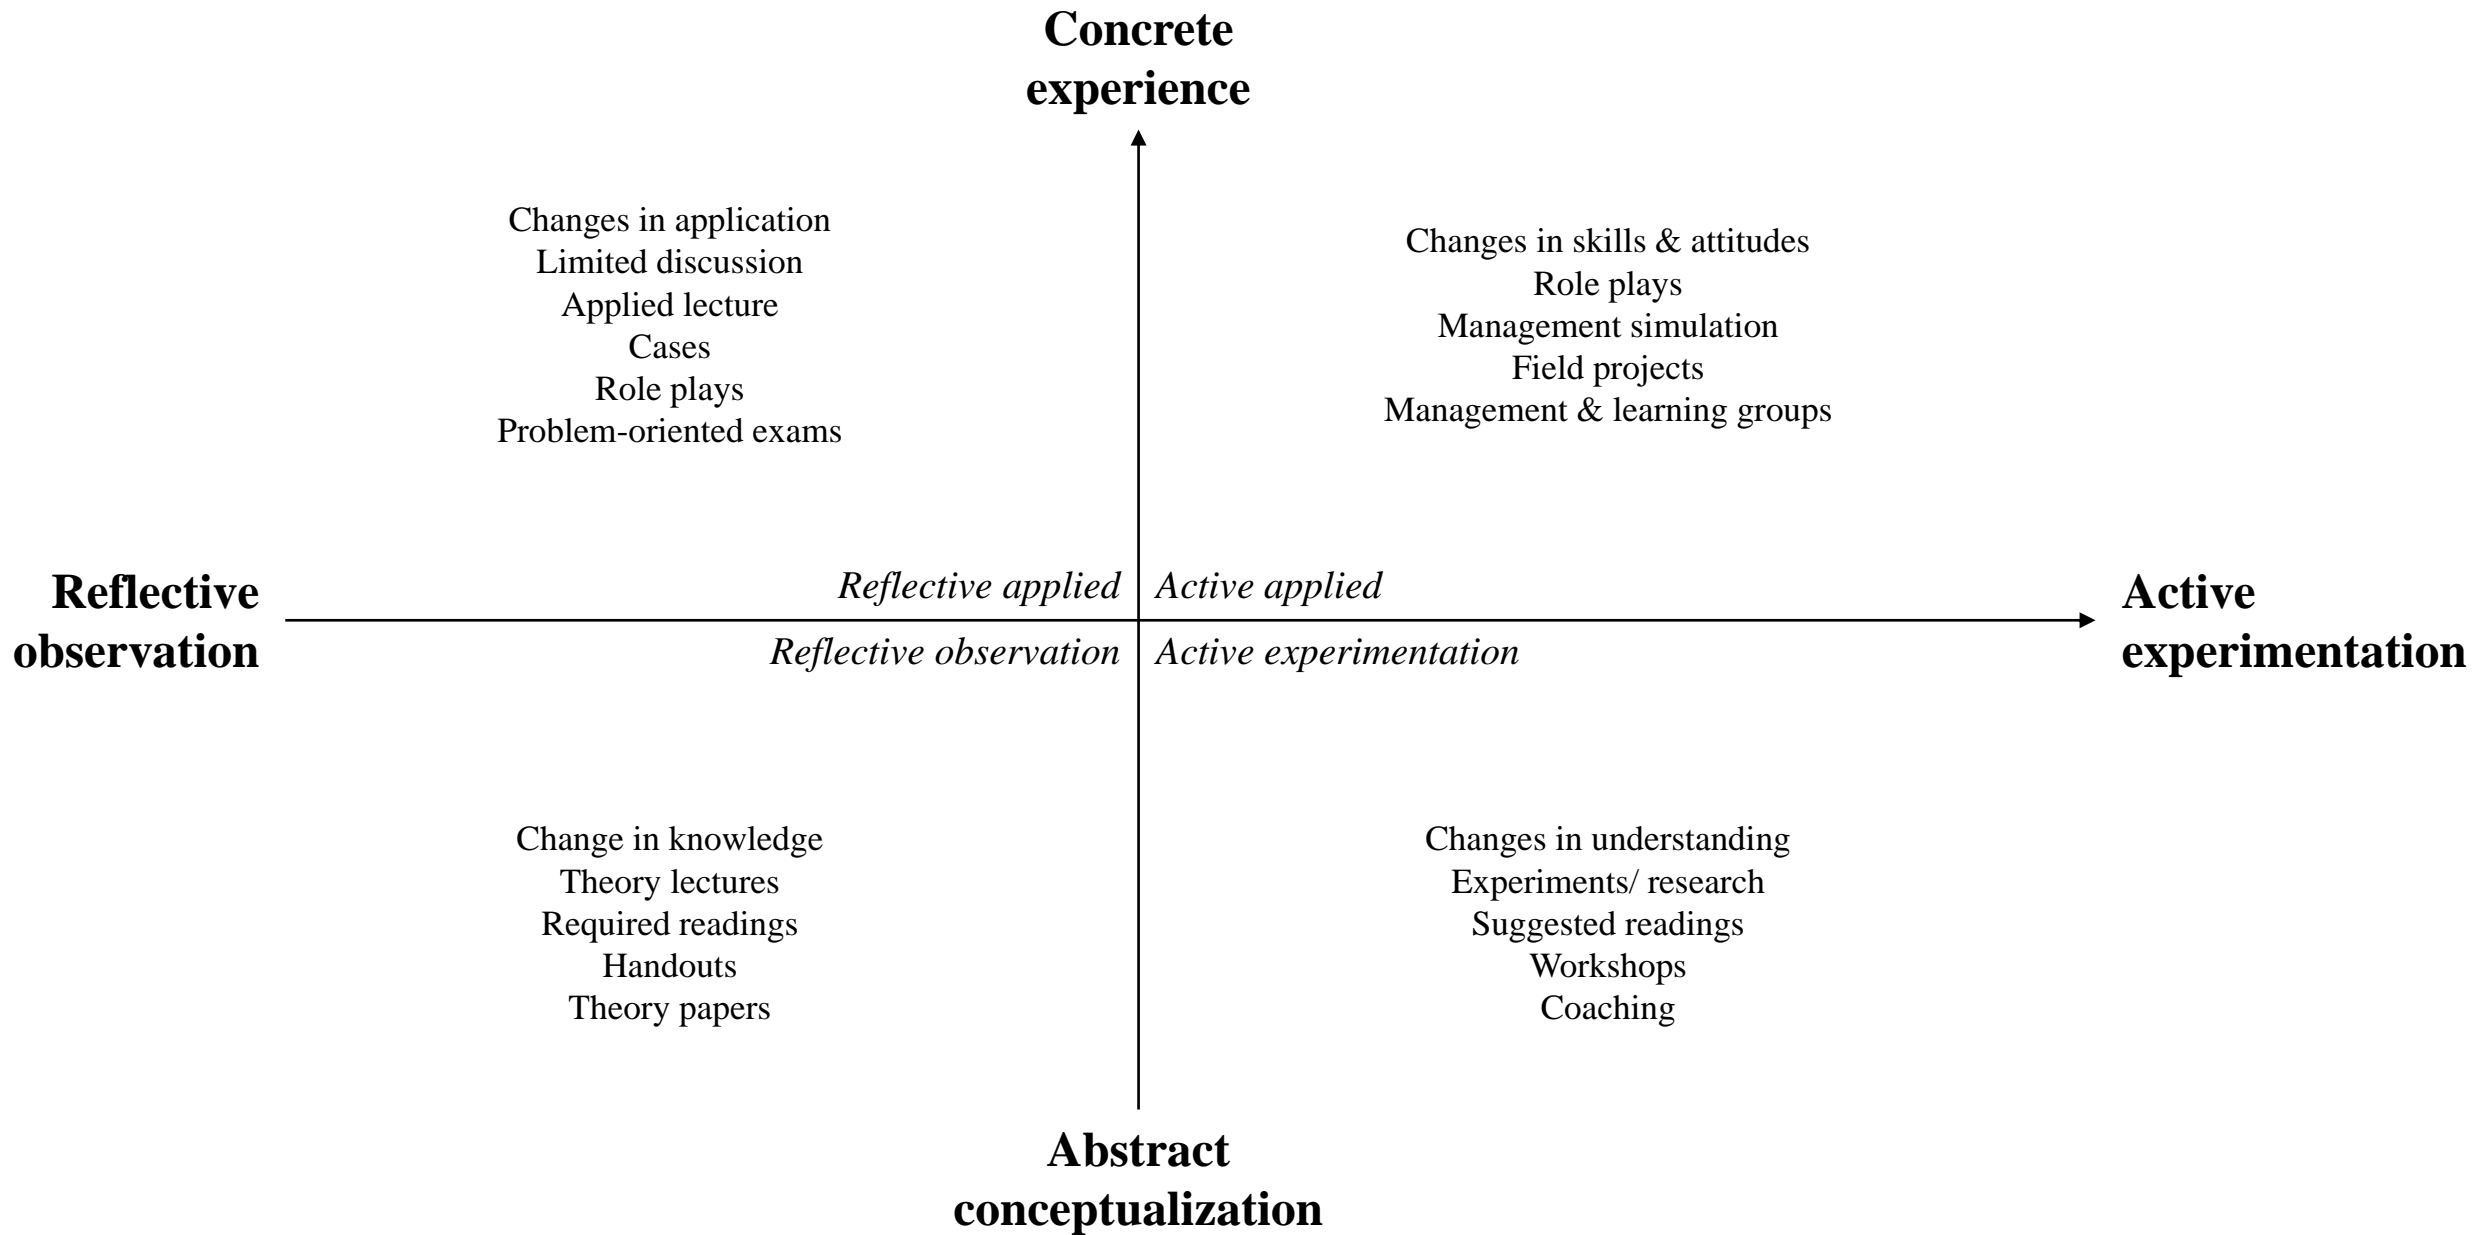 Concrete
experience
Changes in application
Limited discussion
Applied lecture
Cases
Role plays
Problem-oriented exams
Changes in skills & attitudes
Role plays
Management simulation
Field projects
Management & learning groups
Reflective
observation
Reflective applied
Active applied
Reflective observation
Active experimentation
Active
experimentation
Change in knowledge
Theory lectures
Required readings
Handouts
Theory papers
Changes in understanding
Experiments/ research
Suggested readings
Workshops
Coaching
Abstract
conceptualization